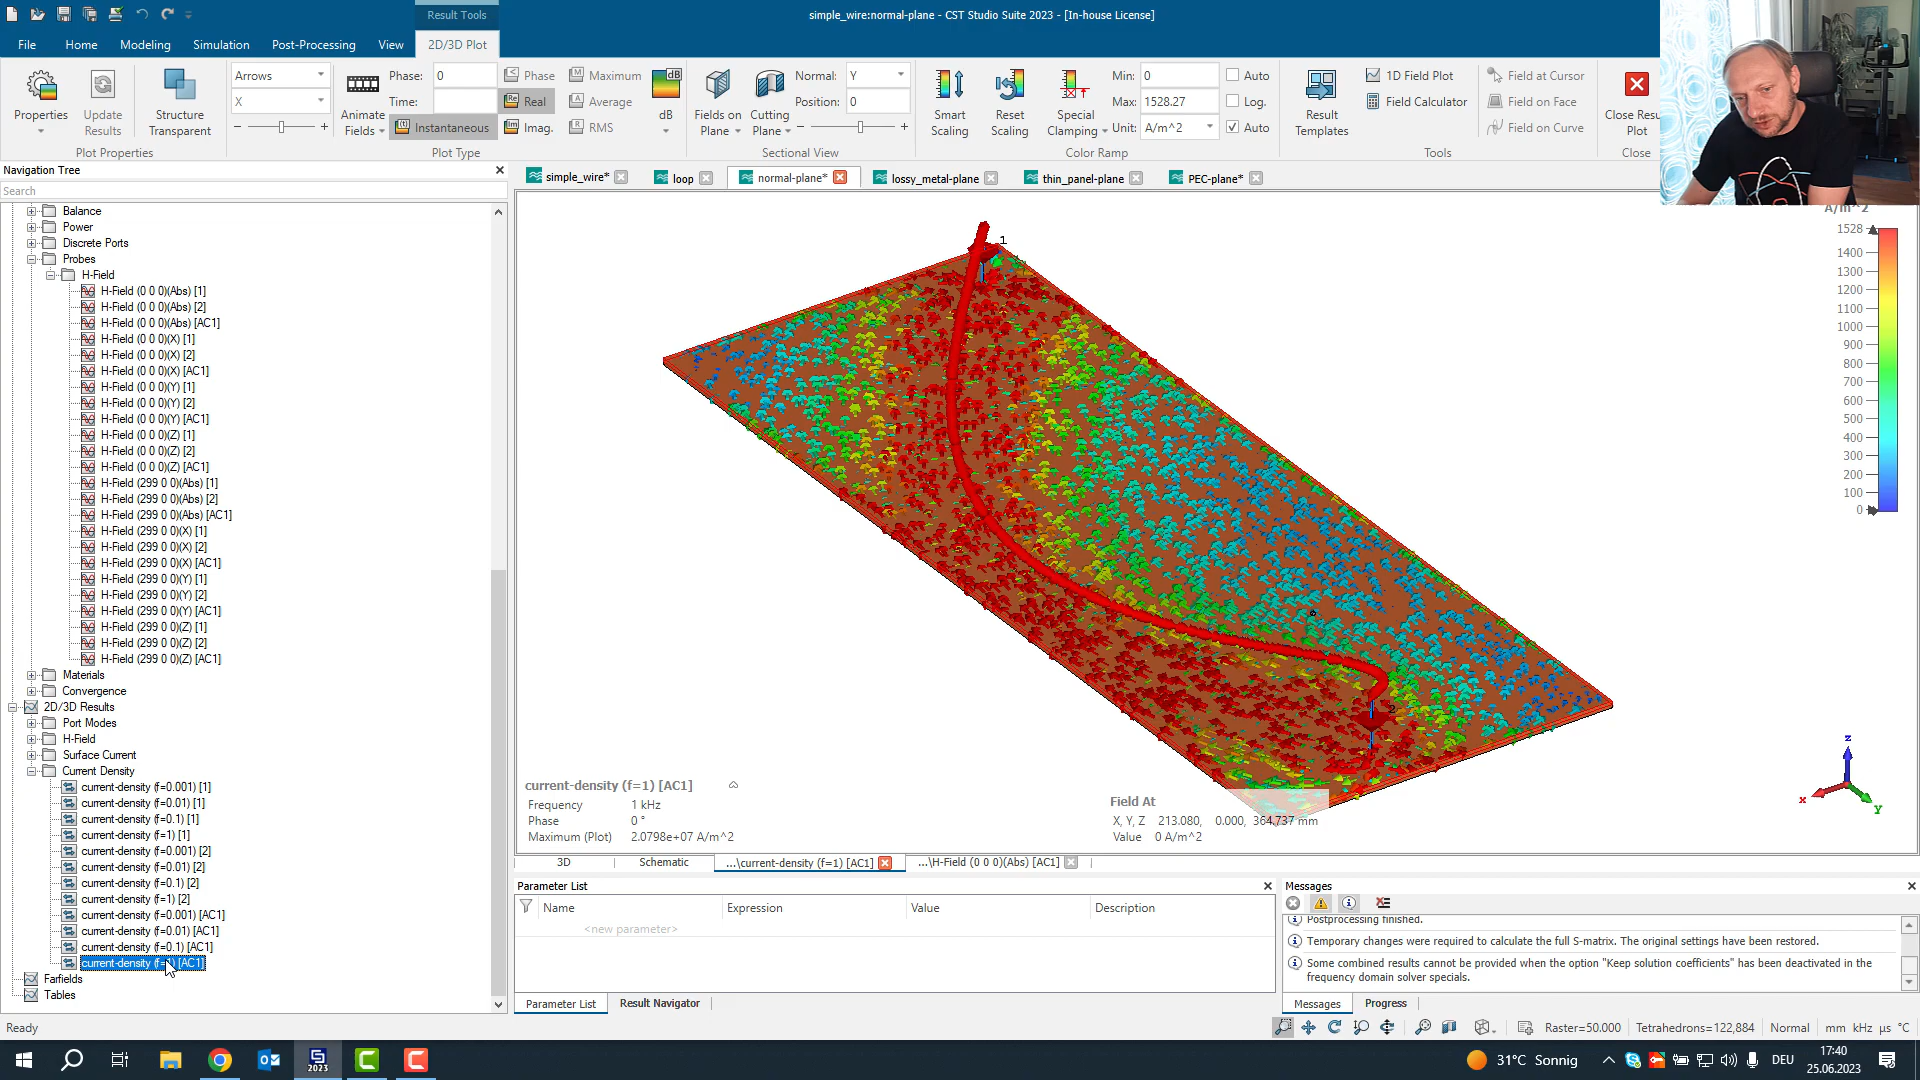 Result Tools
simple_wire:normal-plane - CST Studio Suite 2023 - [In-house License]
File Home Modeling Simulation Post-Processing View 2D/3D Plot
Properties
Update Results
Structure Transparent
Plot Properties
Arrows
X
Animate Fields
Phase: 0
Time:
Instantaneous
Phase
Real
Imag.
Maximum
Average
RMS
dB
dB
Plot Type
Fields on Plane
Cutting Plane
Normal: Y
Position: 0
Sectional View
Smart Scaling
Reset Scaling
Special Clamping
Min: 0 Auto
Max: 1528.27 Log.
Unit: A/m^2 Auto
Color Ramp
Result Templates
1D Field Plot
Field Calculator
Field at Cursor
Field on Face
Field on Curve
Tools
Close Resu
Plot
Close
Navigation Tree
Search
Balance
Power
Discrete Ports
Probes
H-Field
H-Field (0 0 0)(Abs) [1]
H-Field (0 0 0)(Abs) [2]
H-Field (0 0 0)(Abs) [AC1]
H-Field (0 0 0)(X) [1]
H-Field (0 0 0)(X) [2]
H-Field (0 0 0)(X) [AC1]
H-Field (0 0 0)(Y) [1]
H-Field (0 0 0)(Y) [2]
H-Field (0 0 0)(Y) [AC1]
H-Field (0 0 0)(Z) [1]
H-Field (0 0 0)(Z) [2]
H-Field (0 0 0)(Z) [AC1]
H-Field (299 0 0)(Abs) [1]
H-Field (299 0 0)(Abs) [2]
H-Field (299 0 0)(Abs) [AC1]
H-Field (299 0 0)(X) [1]
H-Field (299 0 0)(X) [2]
H-Field (299 0 0)(X) [AC1]
H-Field (299 0 0)(Y) [1]
H-Field (299 0 0)(Y) [2]
H-Field (299 0 0)(Y) [AC1]
H-Field (299 0 0)(Z) [1]
H-Field (299 0 0)(Z) [2]
H-Field (299 0 0)(Z) [AC1]
Materials
Convergence
2D/3D Results
Port Modes
H-Field
Surface Current
Current Density
current-density (f=0.001) [1]
current-density (f=0.01) [1]
current-density (f=0.1) [1]
current-density (f=1) [1]
current-density (f=0.001) [2]
current-density (f=0.01) [2]
current-density (f=0.1) [2]
current-density (f=1) [2]
current-density (f=0.001) [AC1]
current-density (f=0.01) [AC1]
current-density (f=0.1) [AC1]
current-density (f=1) [AC1]
Farfields
Tables
simple_wire* loop normal-plane* lossy_metal-plane thin_panel-plane PEC-plane*
A/m^2
1528
1400
1300
1200
1100
1000
900
800
700
600
500
400
300
200
100
0
1
2
z
x
Y
current-density (f=1) [AC1]
Frequency 1 kHz
Phase 0 °
Maximum (Plot) 2.0798e+07 A/m^2
Field At
X, Y, Z 213.080, 0.000, 364.737 mm
Value 0 A/m^2
3D Schematic ...\current-density (f=1) [AC1] ...\H-Field (0 0 0)(Abs) [AC1]
Parameter List
Name Expression Value Description
<new parameter>
Parameter List Result Navigator
Messages
Postprocessing finished.
Temporary changes were required to calculate the full S-matrix. The original settings have been restored.
Some combined results cannot be provided when the option "Keep solution coefficients" has been deactivated in the
frequency domain solver specials.
Messages Progress
Ready
Raster=50.000 Tetrahedrons=122,884 Normal mm kHz µs °C
2023
31°C Sonnig
DEU
17:40
25.06.2023